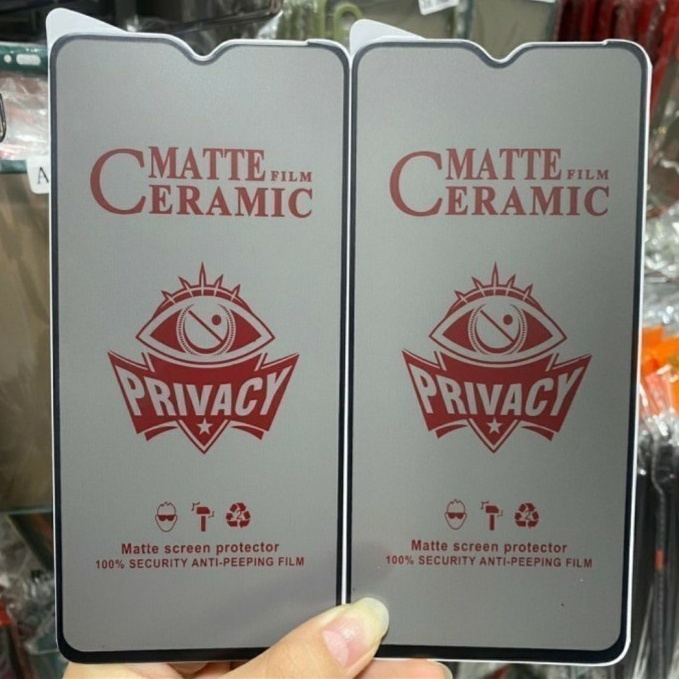 MATTE FILM
CERAMIC
PRIVACY
Matte screen protector
100% SECURITY ANTI-PEEPING FILM
MATTE FILM
CERAMIC
PRIVACY
Matte screen protector
100% SECURITY ANTI-PEEPING FILM
A